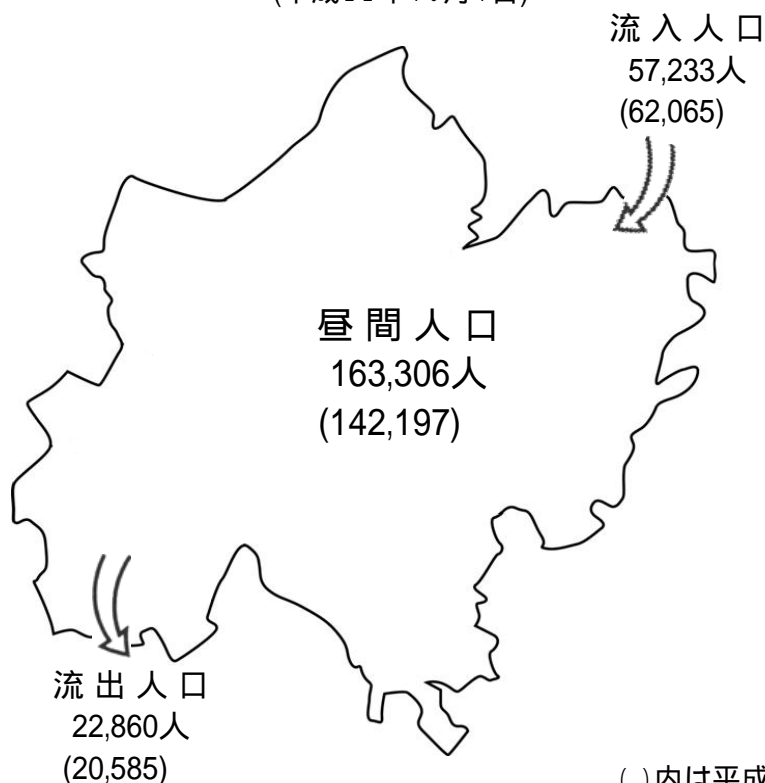 流入人口
57,233人
(62,065)
昼間人口
163,306人
(142,197)
流出人口
22,860人
(20,585)
( )内は平成